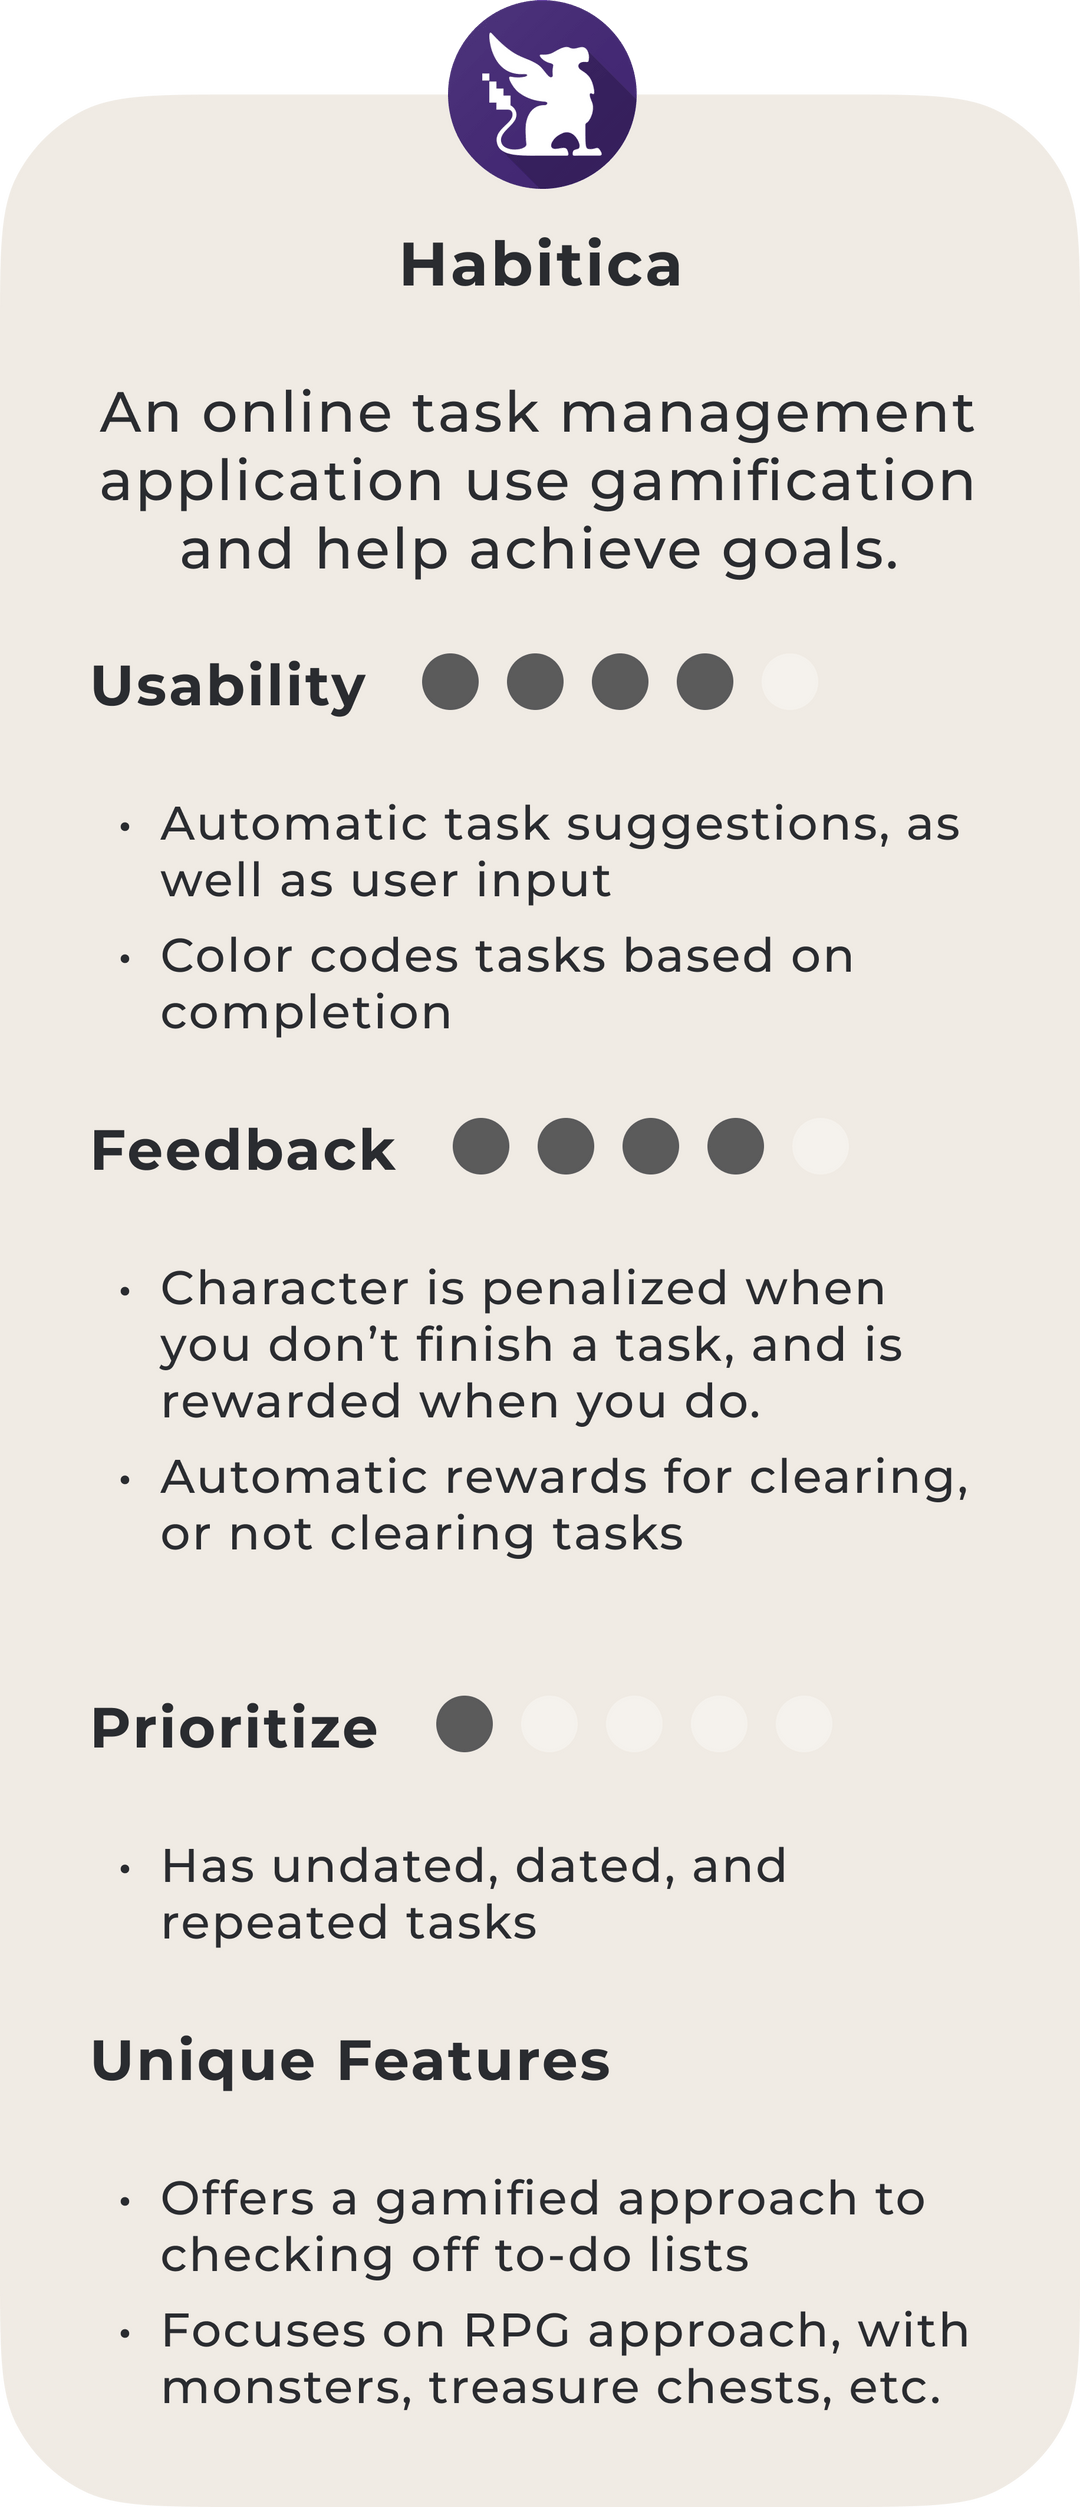 Habitica
An online task management
application use gamification
and help achieve goals.
Usability
• Automatic task suggestions, as
well as user input
• Color codes tasks based on
completion
Feedback
• Character is penalized when
you don’t finish a task, and is
rewarded when you do.
• Automatic rewards for clearing,
or not clearing tasks
Prioritize
• Has undated, dated, and
repeated tasks
Unique Features
• Offers a gamified approach to
checking off to-do lists
• Focuses on RPG approach, with
monsters, treasure chests, etc.